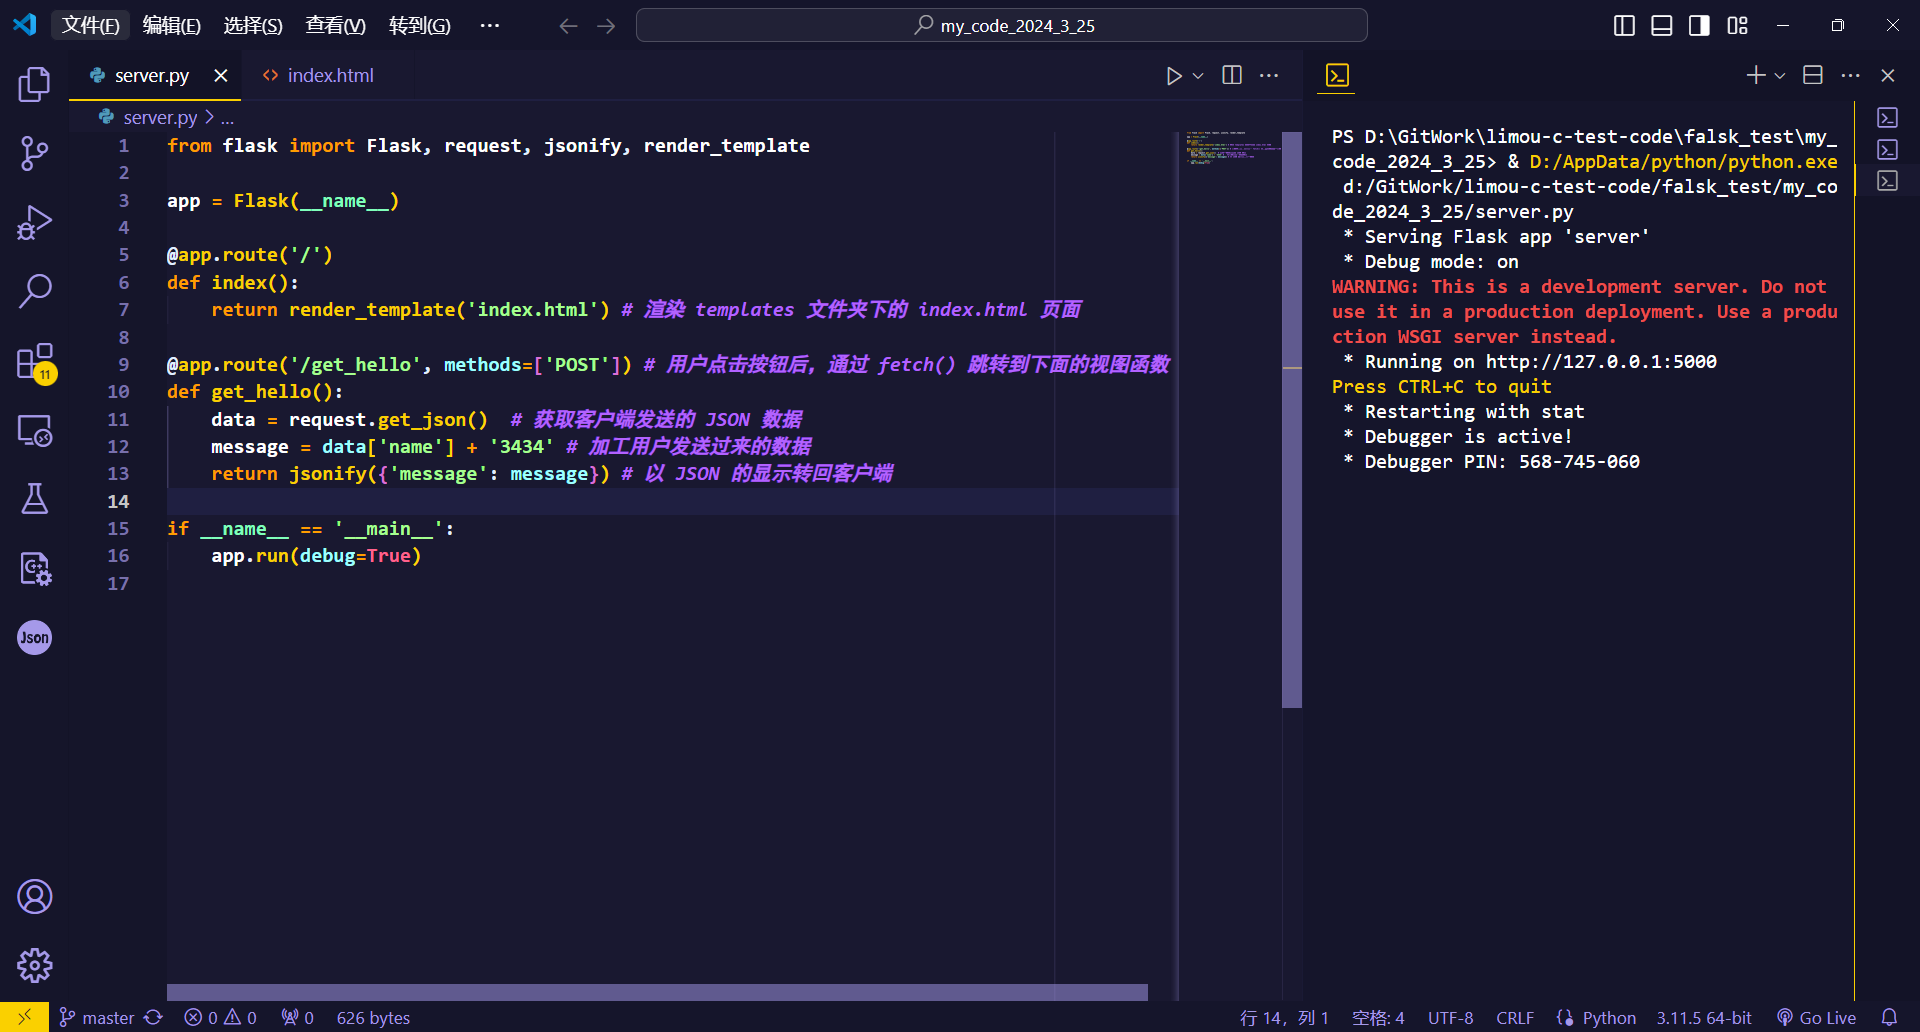 文件(F) 编辑(E) 选择(S) 查看(V) 转到(G) ··· my_code_2024_3_25
server.py index.html
server.py > ...
1 from flask import Flask, request, jsonify, render_template
2
3 app = Flask(__name__)
4
5 @app.route('/')
6 def index():
7 return render_template('index.html') # 渲染 templates 文件夹下的 index.html 页面
8
9 @app.route('/get_hello', methods=['POST']) # 用户点击按钮后，通过 fetch() 跳转到下面的视图函数
10 def get_hello():
11 data = request.get_json()  # 获取客户端发送的 JSON 数据
12 message = data['name'] + '3434' # 加工用户发送过来的数据
13 return jsonify({'message': message}) # 以 JSON 的显示转回客户端
14
15 if __name__ == '__main__':
16 app.run(debug=True)
17
11
Json
PS D:\GitWork\limou-c-test-code\falsk_test\my_
code_2024_3_25> & D:/AppData/python/python.exe
d:/GitWork/limou-c-test-code/falsk_test/my_co
de_2024_3_25/server.py
* Serving Flask app 'server'
* Debug mode: on
WARNING: This is a development server. Do not
use it in a production deployment. Use a produ
ction WSGI server instead.
* Running on http://127.0.0.1:5000
Press CTRL+C to quit
* Restarting with stat
* Debugger is active!
* Debugger PIN: 568-745-060
master 0 0 0 626 bytes 行 14，列 1 空格: 4 UTF-8 CRLF Python 3.11.5 64-bit Go Live